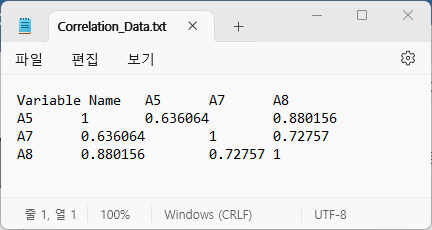 Correlation_Data.txt
파일 편집 보기
Variable Name A5 A7 A8
A5 1 0.636064 0.880156
A7 0.636064 1 0.72757
A8 0.880156 0.72757 1
줄 1, 열 1 100% Windows (CRLF) UTF-8